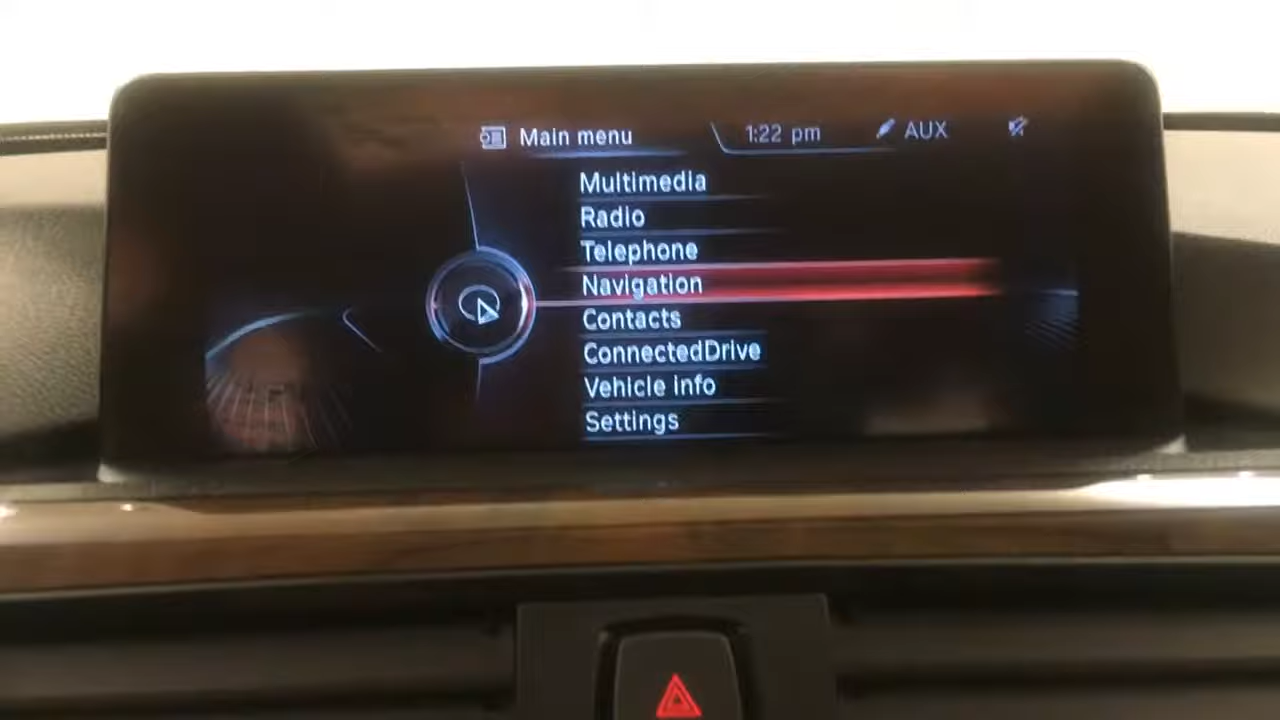 Main menu
1:22 pm
AUX
Multimedia
Radio
Telephone
Navigation
Contacts
ConnectedDrive
Vehicle info
Settings